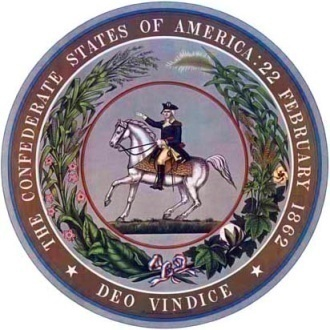 THE CONFEDERATE STATES OF AMERICA: 22 FEBRUARY 1862
DEO VINDICE